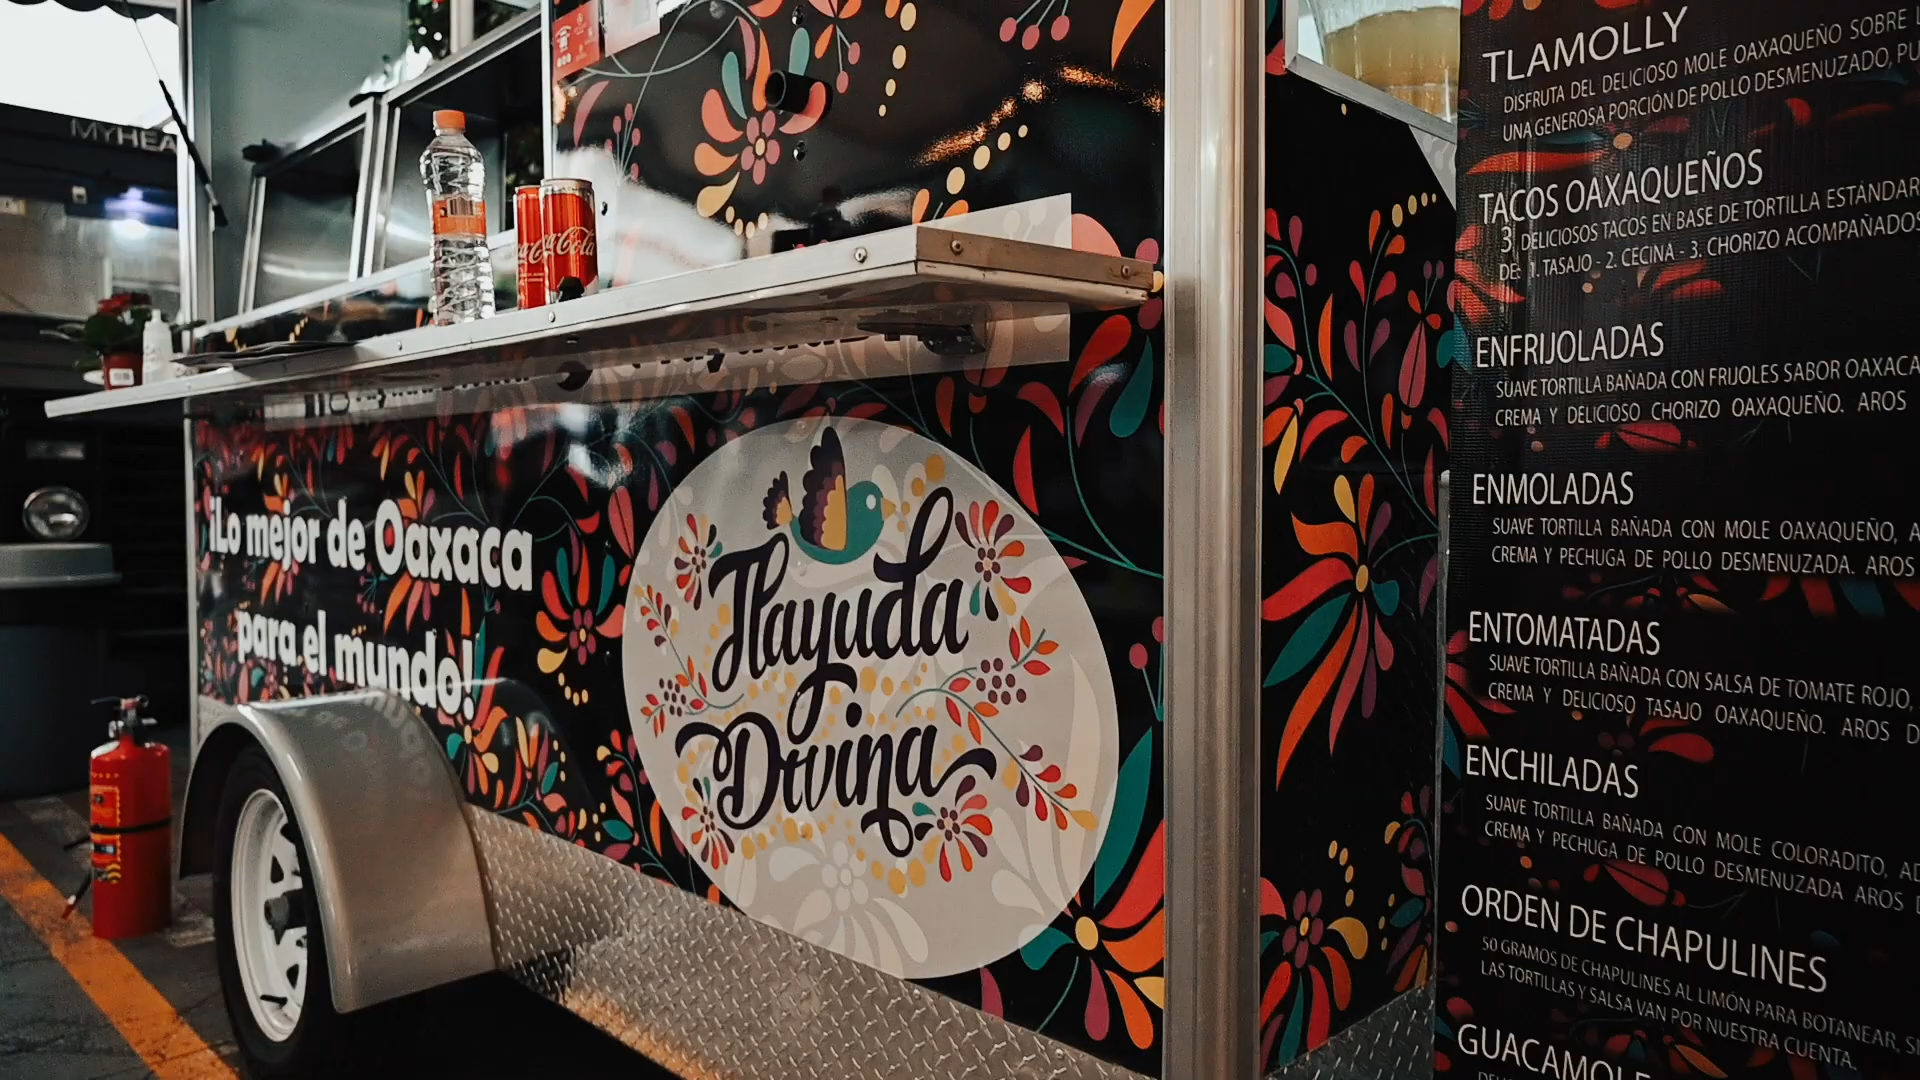 MYHEA
Coca-Cola
Coca-Cola
¡Lo mejor de Oaxaca
para el mundo!
Tlayuda
Divina
TLAMOLLY
DISFRUTA DEL DELICIOSO MOLE OAXAQUEÑO SOBRE
UNA GENEROSA PORCIÓN DE POLLO DESMENUZADO, PU
TACOS OAXAQUEÑOS
3 DELICIOSOS TACOS EN BASE DE TORTILLA ESTÁNDAR
DE: 1. TASAJO - 2. CECINA - 3. CHORIZO ACOMPAÑADOS
ENFRIJOLADAS
SUAVE TORTILLA BAÑADA CON FRIJOLES SABOR OAXACA
CREMA Y DELICIOSO CHORIZO OAXAQUEÑO. AROS
ENMOLADAS
SUAVE TORTILLA BAÑADA CON MOLE OAXAQUEÑO, A
CREMA Y PECHUGA DE POLLO DESMENUZADA. AROS
ENTOMATADAS
SUAVE TORTILLA BAÑADA CON SALSA DE TOMATE ROJO,
CREMA Y DELICIOSO TASAJO OAXAQUEÑO. AROS D
ENCHILADAS
SUAVE TORTILLA BAÑADA CON MOLE COLORADITO, AD
CREMA Y PECHUGA DE POLLO DESMENUZADA AROS
ORDEN DE CHAPULINES
50 GRAMOS DE CHAPULINES AL LIMÓN PARA BOTANEAR, SI
LAS TORTILLAS Y SALSA VAN POR NUESTRA CUENTA.
GUACAMOLE